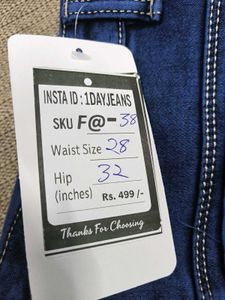 INSTA ID : 1DAYJEANS
SKU F@-38
Waist Size 28
Hip 32
(inches) Rs. 499 /-
Thanks For Choosing